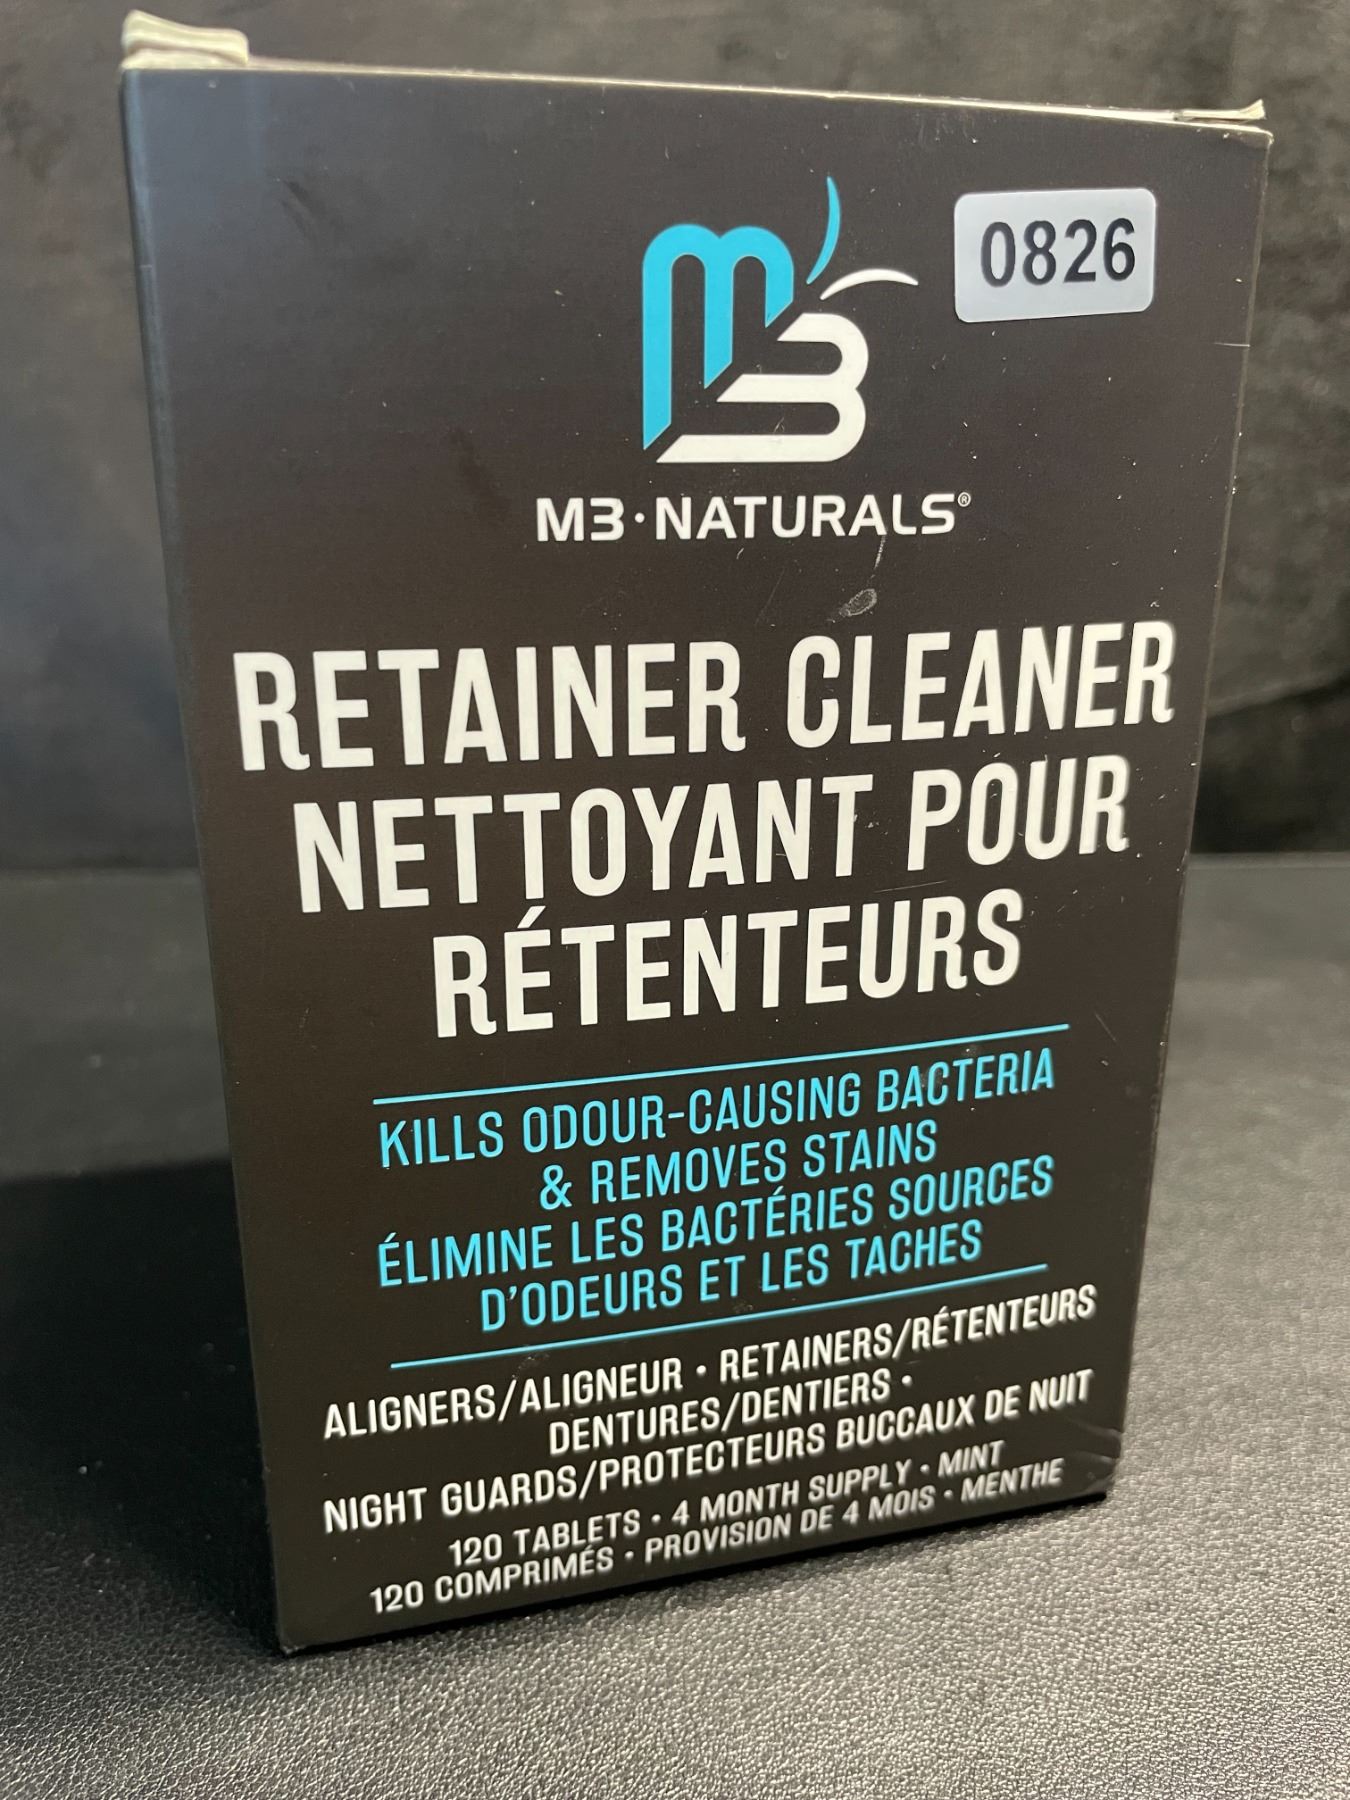 M3
0826
M3·NATURALS®
RETAINER CLEANER
NETTOYANT POUR
RÉTENTEURS
KILLS ODOUR-CAUSING BACTERIA
& REMOVES STAINS
ÉLIMINE LES BACTÉRIES SOURCES
D'ODEURS ET LES TACHES
ALIGNERS/ALIGNEUR • RETAINERS/RÉTENTEURS
DENTURES/DENTIERS •
NIGHT GUARDS/PROTECTEURS BUCCAUX DE NUIT
120 TABLETS • 4 MONTH SUPPLY • MINT
120 COMPRIMÉS • PROVISION DE 4 MOIS • MENTHE